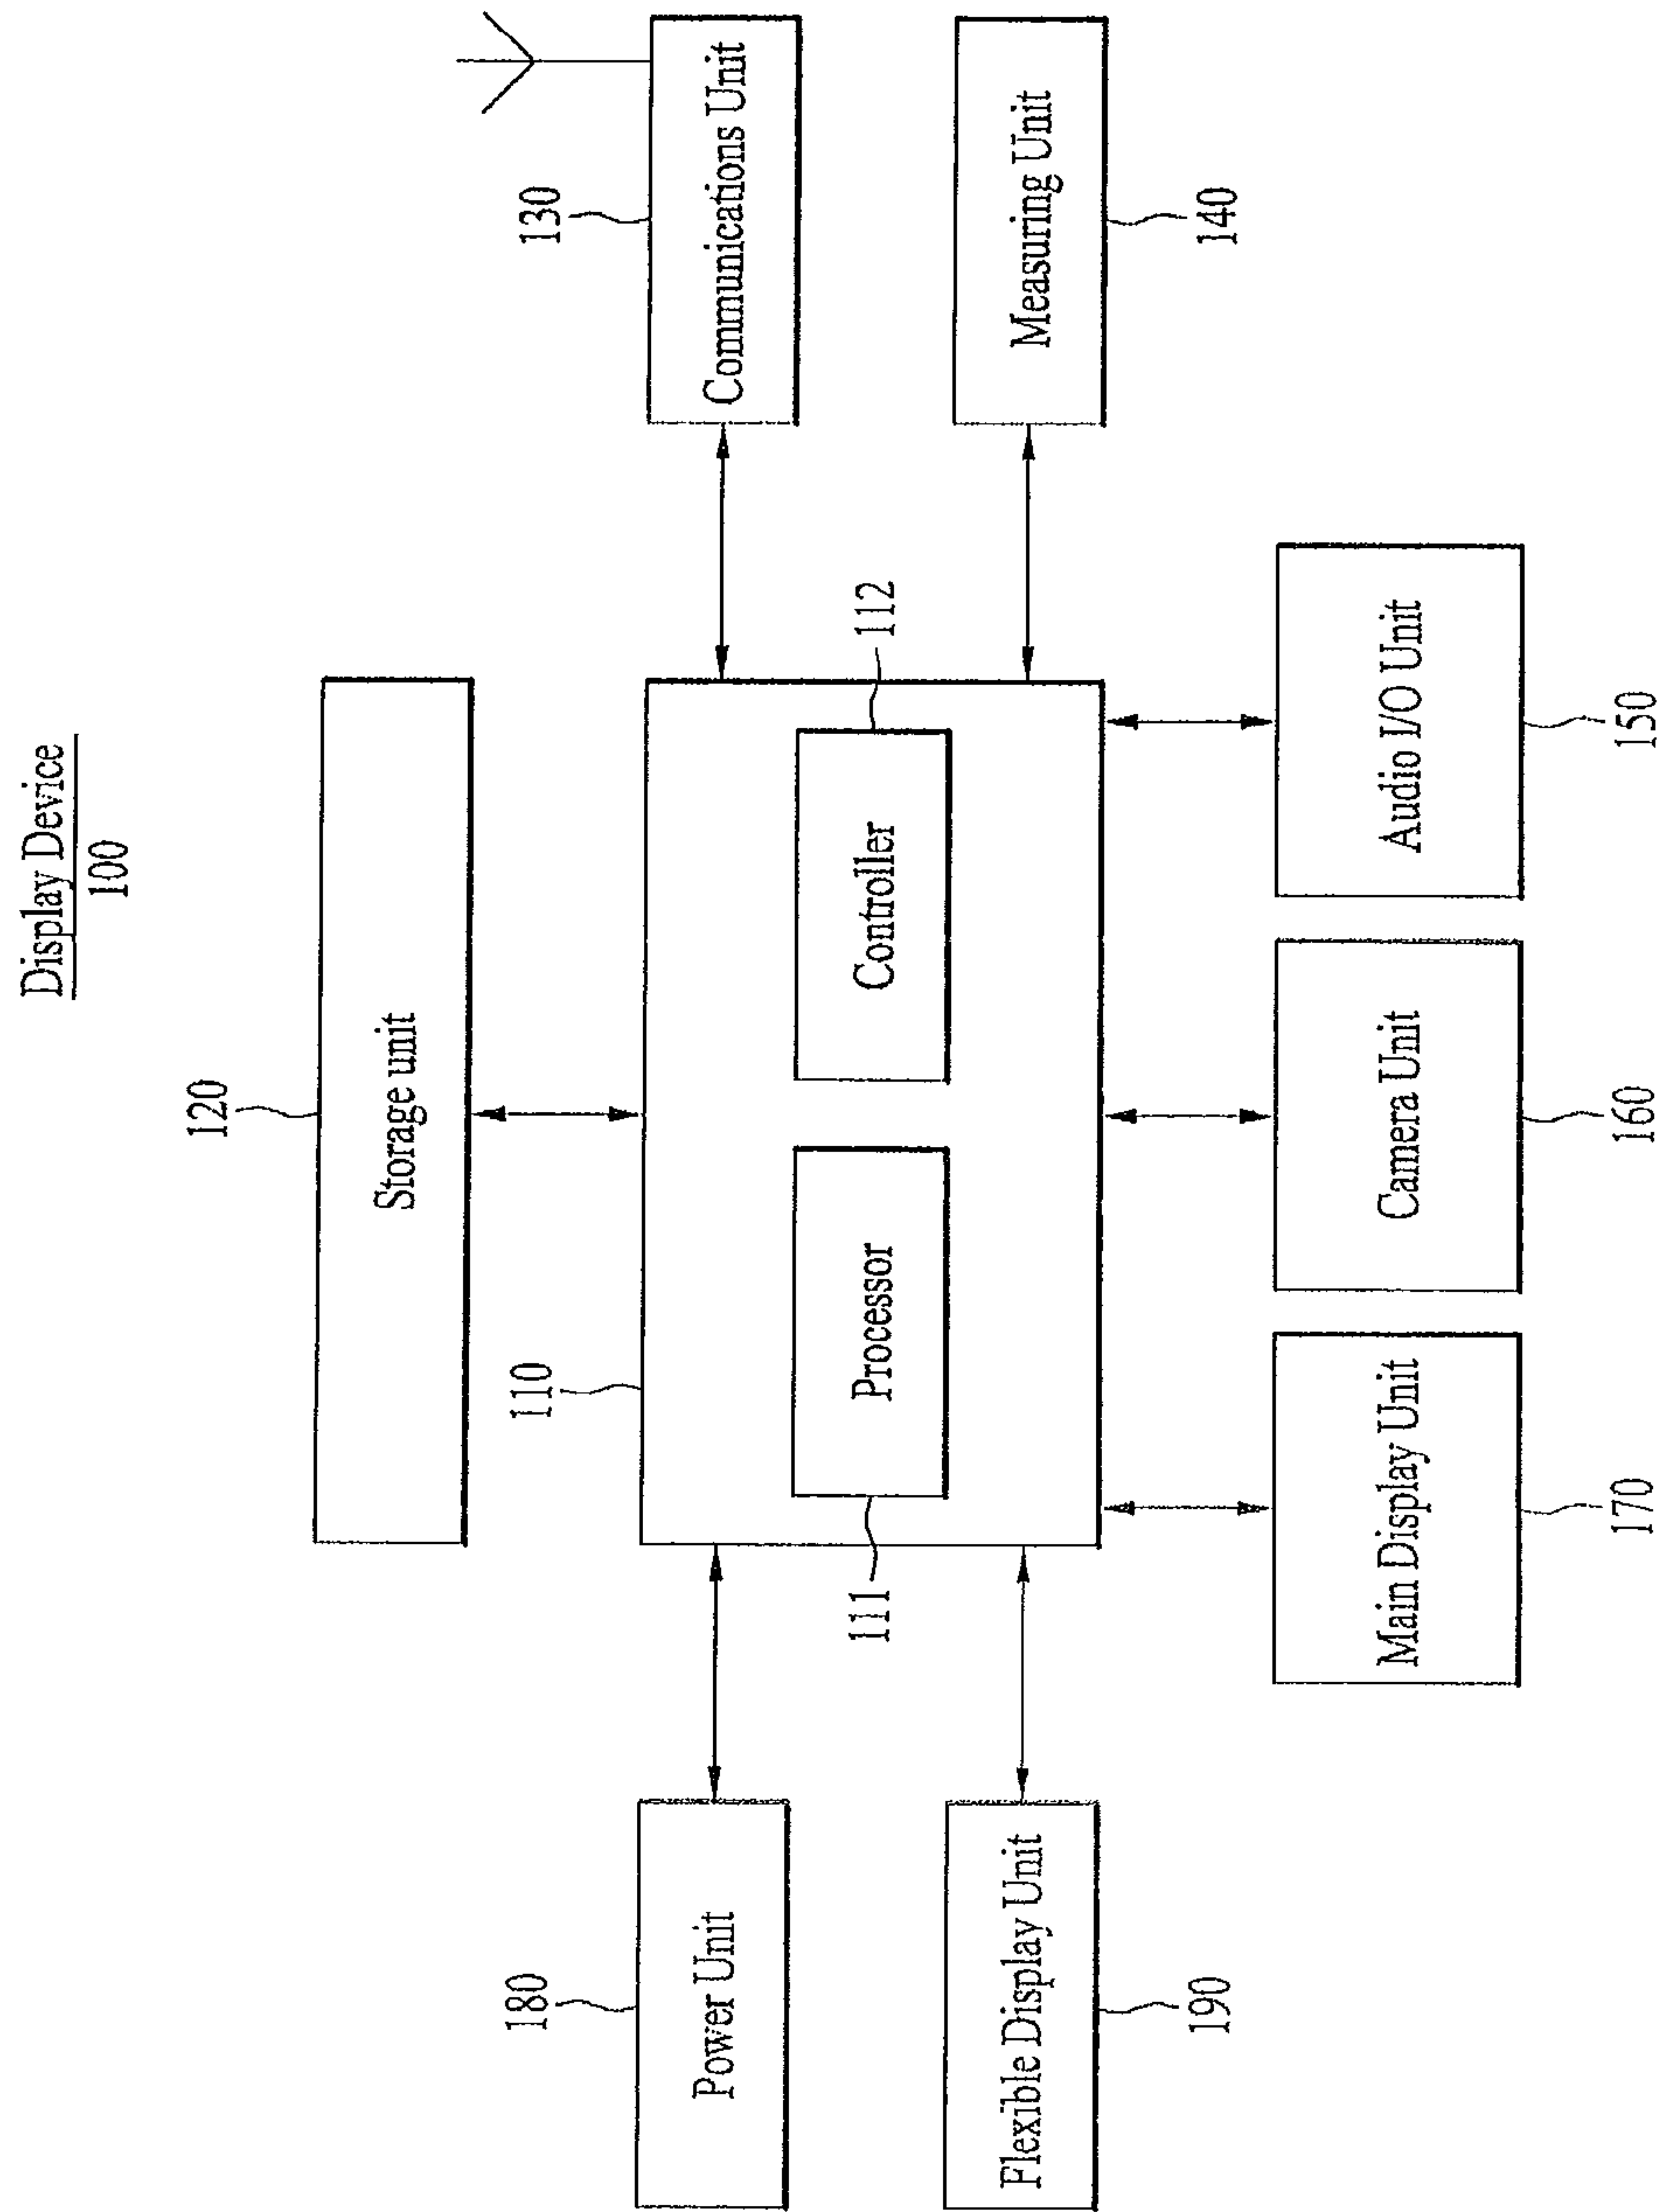 Display Device
100
120
Storage unit
180
Power Unit
110
130
Communications Unit
Processor
Controller
111
112
Flexible Display Unit
190
Measuring Unit
140
Main Display Unit
170
Camera Unit
160
Audio I/O Unit
150